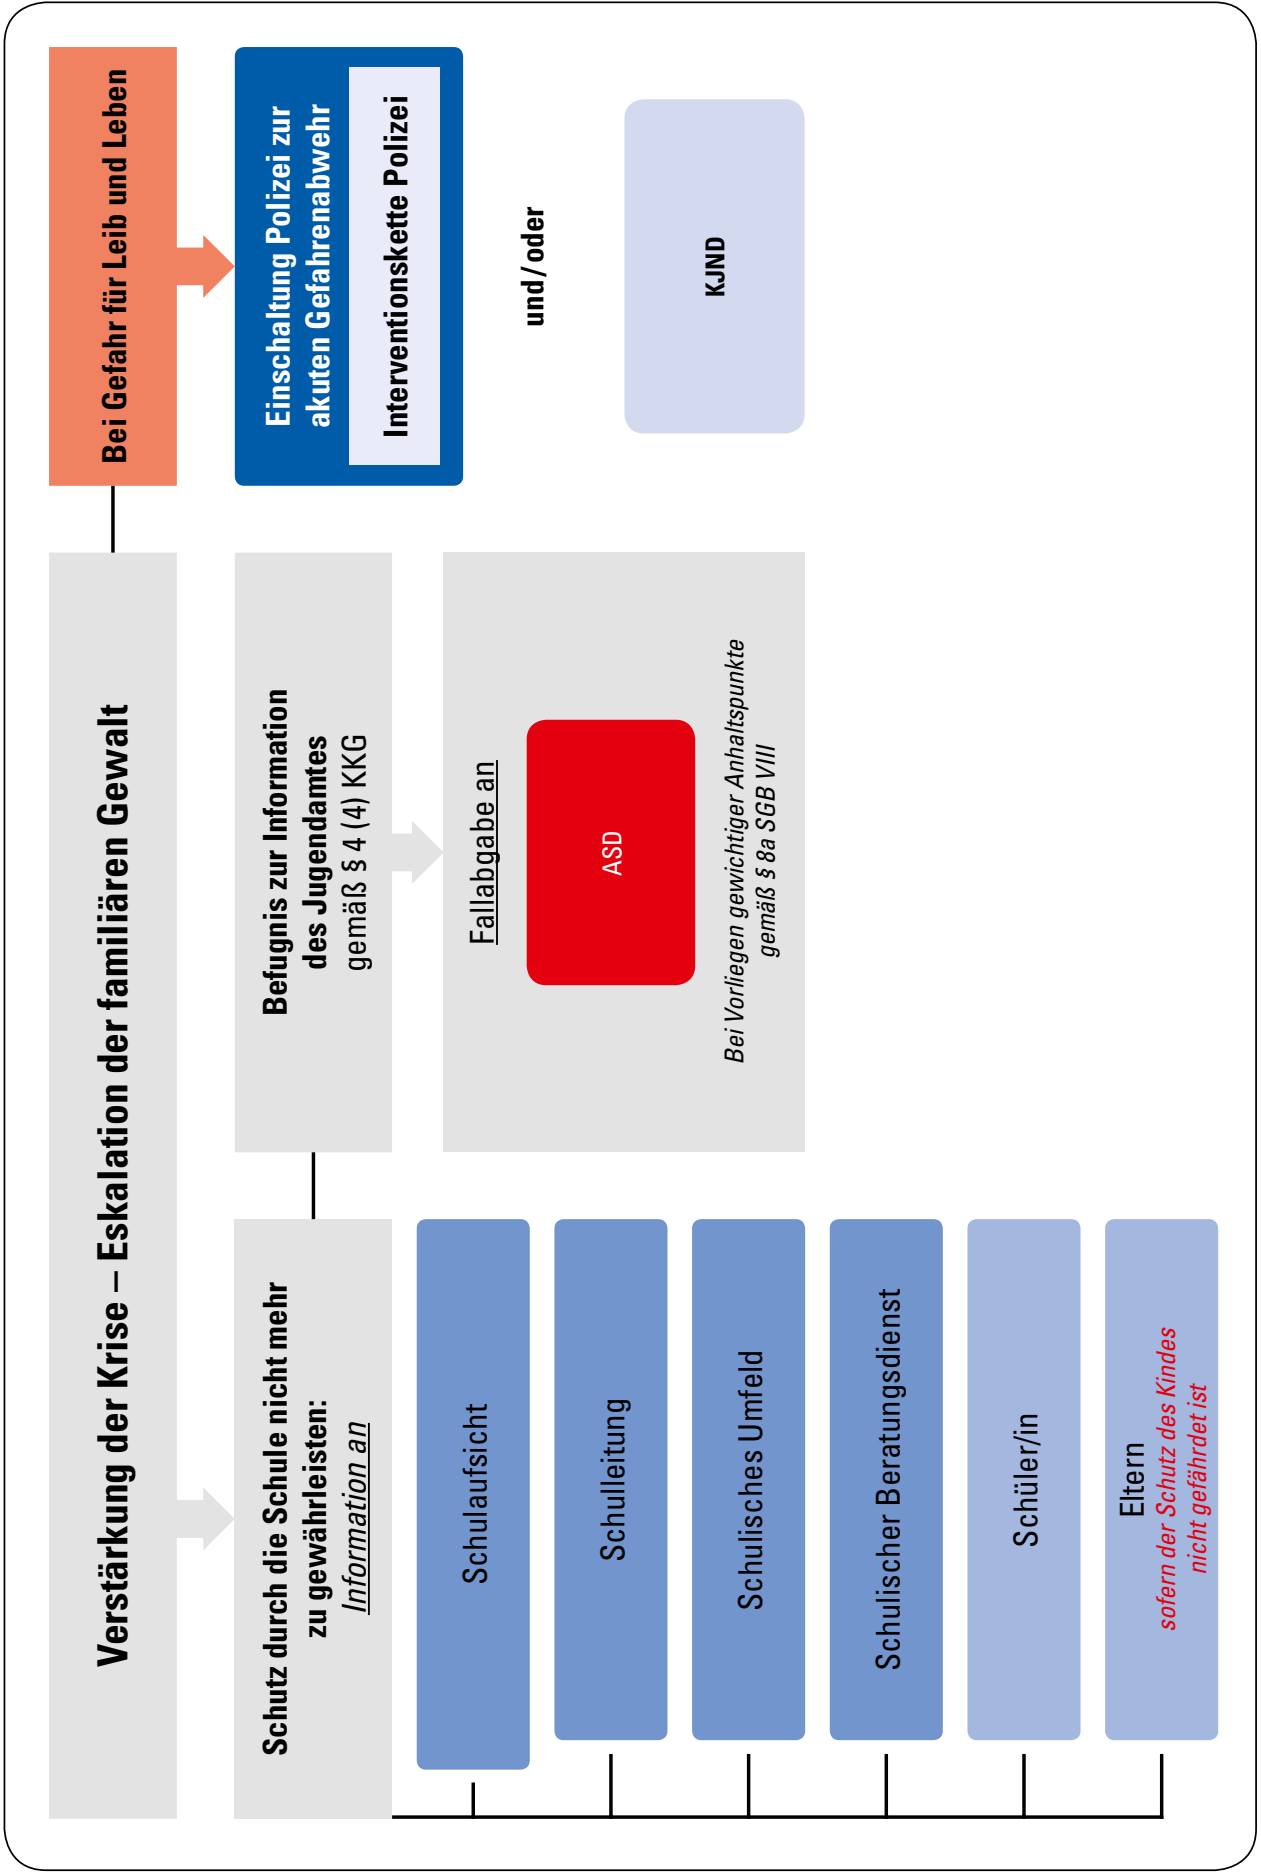 Verstärkung der Krise – Eskalation der familiären Gewalt
Bei Gefahr für Leib und Leben
Schutz durch die Schule nicht mehr
zu gewährleisten:
Information an
Schulaufsicht
Schulleitung
Schulisches Umfeld
Schulischer Beratungsdienst
Schüler/in
Eltern
sofern der Schutz des Kindes
nicht gefährdet ist
Befugnis zur Information
des Jugendamtes
gemäß § 4 (4) KKG
Fallabgabe an
ASD
Bei Vorliegen gewichtiger Anhaltspunkte
gemäß § 8a SGB VIII
Einschaltung Polizei zur
akuten Gefahrenabwehr
Interventionskette Polizei
und/oder
KJND